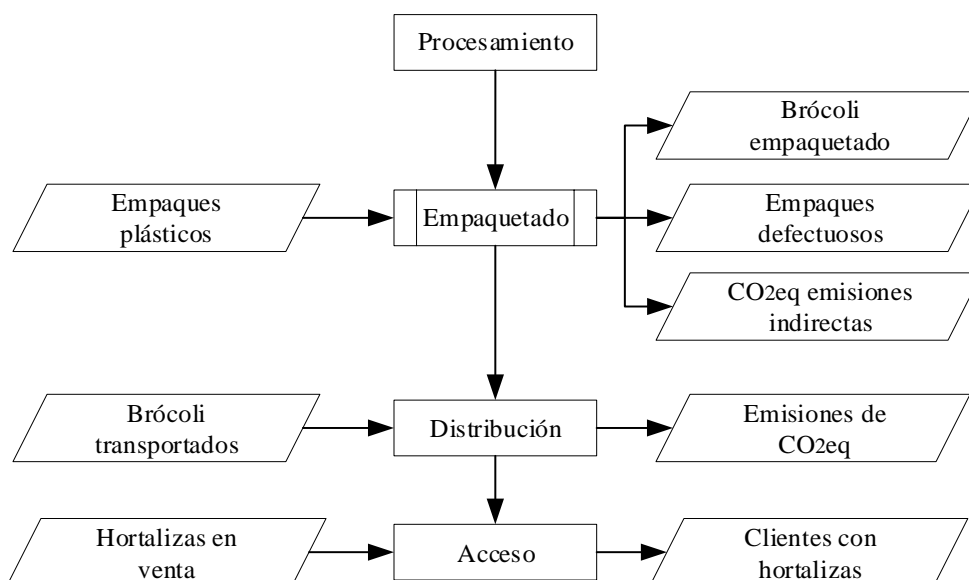 Procesamiento
Brócoli
empaquetado
Empaques
plásticos
Empaquetado
Empaques
defectuosos
CO2eq emisiones
indirectas
Brócoli
transportados
Distribución
Emisiones de
CO2eq
Hortalizas en
venta
Acceso
Clientes con
hortalizas